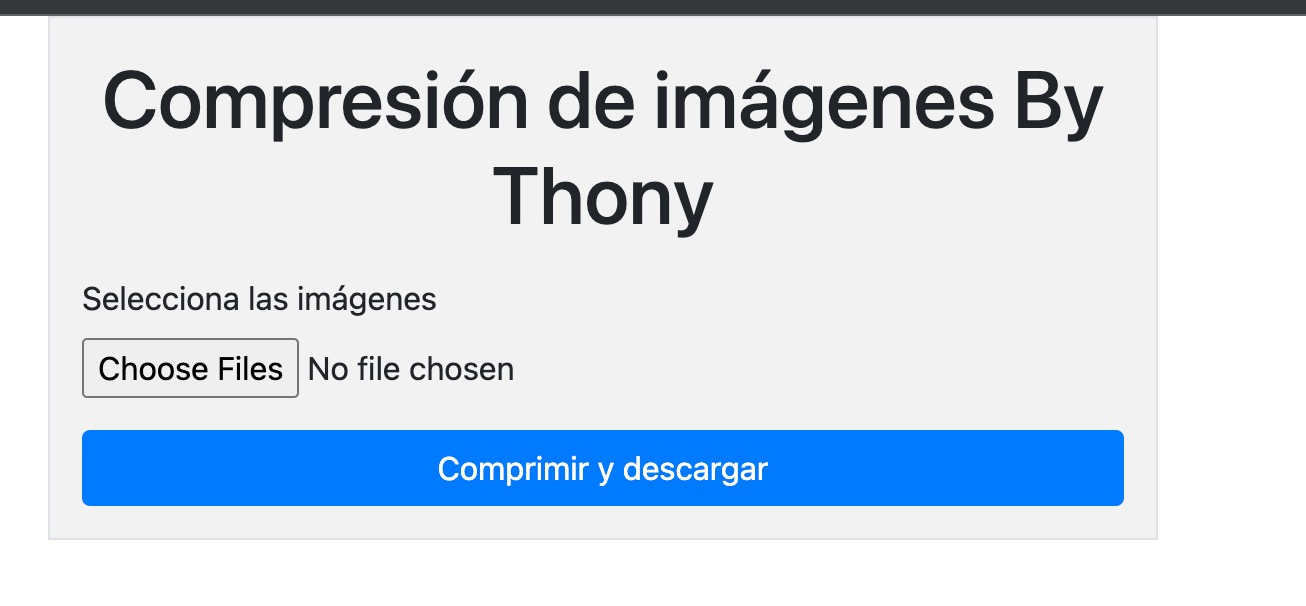 Compresión de imágenes By
Thony
Selecciona las imágenes
Choose Files No file chosen
Comprimir y descargar